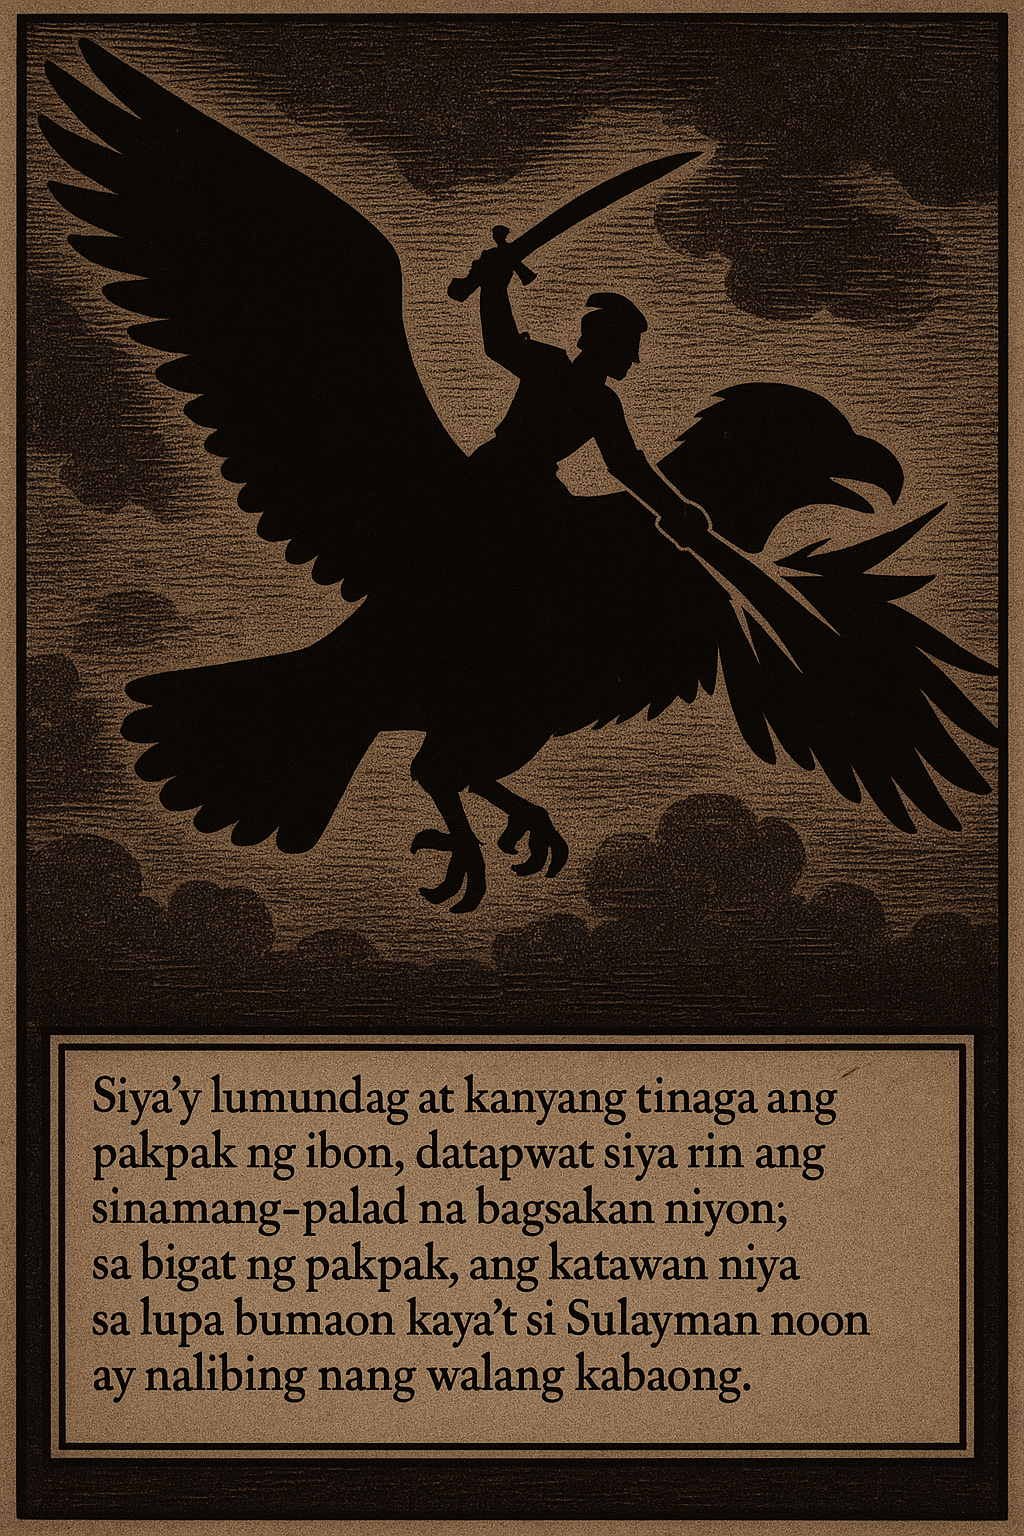 Siya’y lumundag at kanyang tinaga ang
pakpak ng ibon, datapwat siya rin ang
sinamang-palad na bagsakan niyon;
sa bigat ng pakpak, ang katawan niya
sa lupa bumaon kaya’t si Sulayman noon
ay nalibing nang walang kabaong.